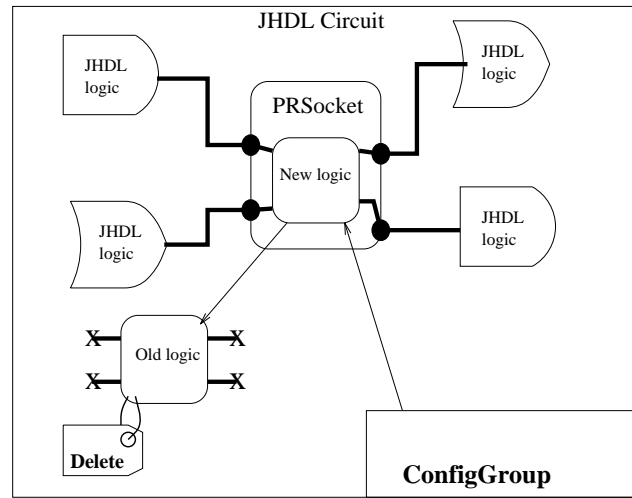 JHDL Circuit
JHDL
logic
JHDL
logic
PRSocket
New logic
JHDL
logic
JHDL
logic
X
X
Old logic
X
X
Delete
ConfigGroup